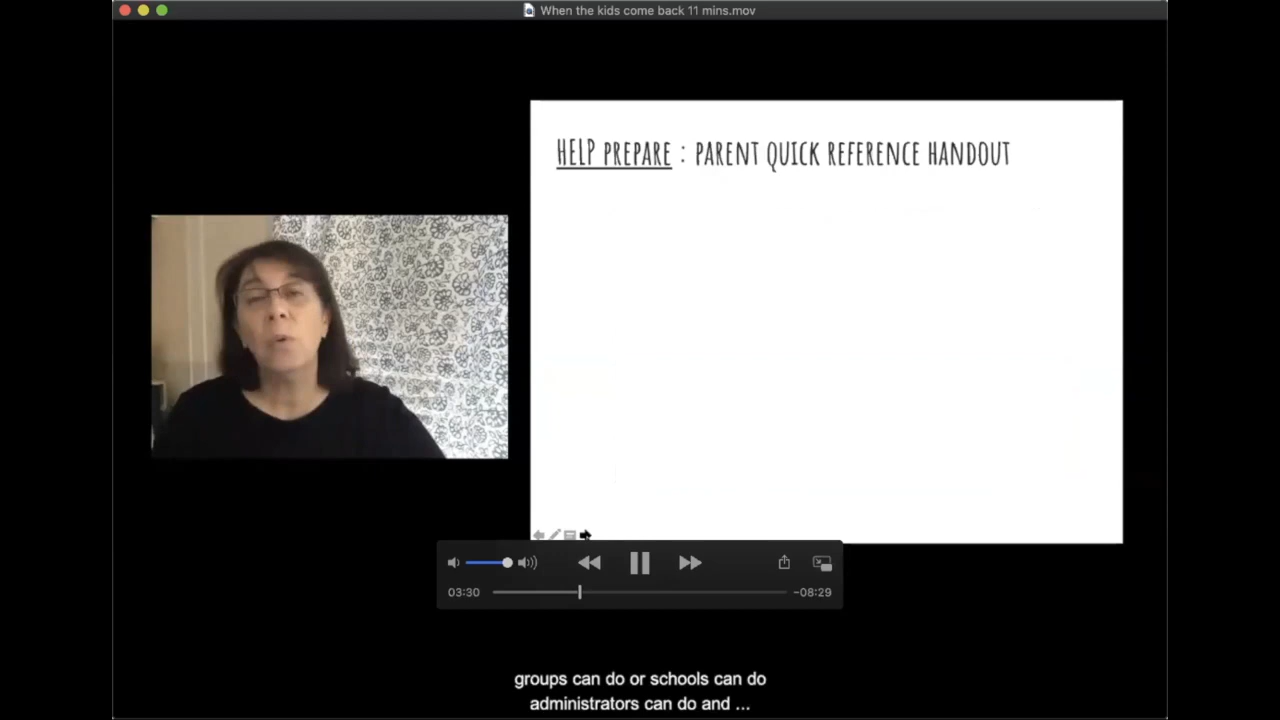 When the kids come back 11 mins.mov
HELP PREPARE : PARENT QUICK REFERENCE HANDOUT
03:30
-08:29
groups can do or schools can do
administrators can do and ...